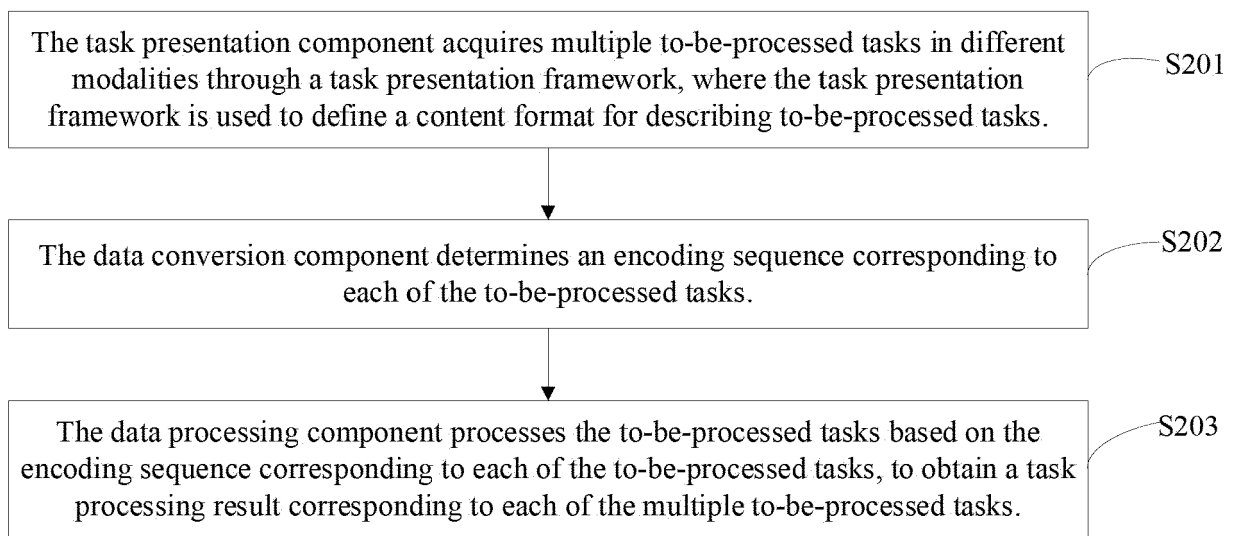 The task presentation component acquires multiple to-be-processed tasks in different
modalities through a task presentation framework, where the task presentation
framework is used to define a content format for describing to-be-processed tasks.
S201
The data conversion component determines an encoding sequence corresponding to
each of the to-be-processed tasks.
S202
The data processing component processes the to-be-processed tasks based on the
encoding sequence corresponding to each of the to-be-processed tasks, to obtain a task
processing result corresponding to each of the multiple to-be-processed tasks.
S203